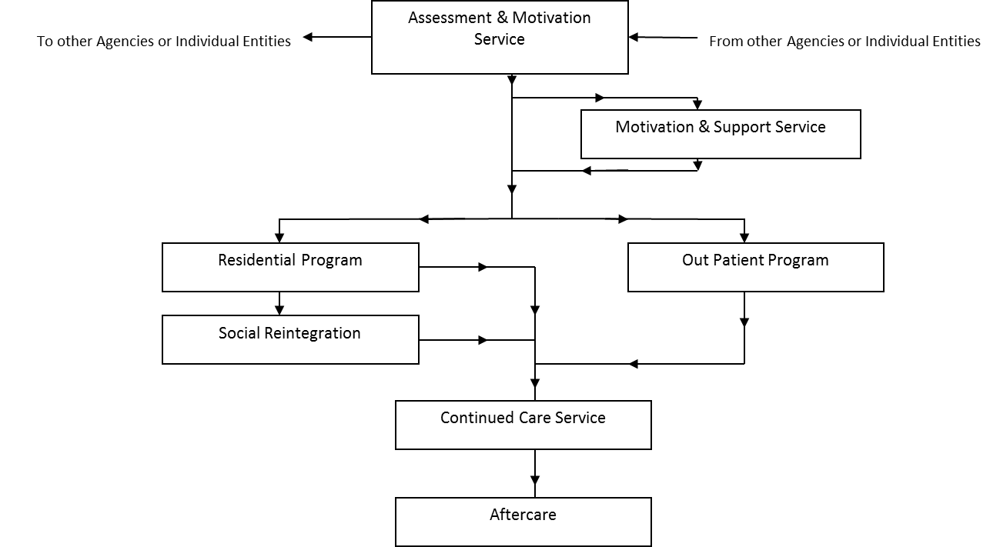 Assessment & Motivation
Service
To other Agencies or Individual Entities
From other Agencies or Individual Entities
Motivation & Support Service
Residential Program
Out Patient Program
Social Reintegration
Continued Care Service
Aftercare